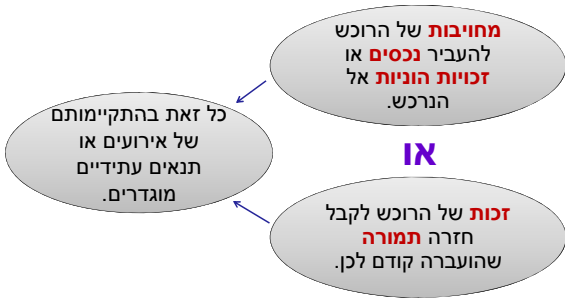 מחויבות של הרוכש
להעביר נכסים או
זכויות הוניות אל
הנרכש.
או
זכות של הרוכש לקבל
חזרה תמורה
שהועברה קודם לכן.
כל זאת בהתקיימותם
של אירועים או
תנאים עתידיים
מוגדרים.